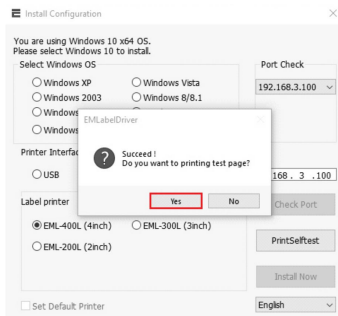 Install Configuration
You are using Windows 10 x64 OS.
Please select Windows 10 to install.
Select Windows OS
Port Check
Windows XP
Windows Vista
192.168.3.100
Windows 2003
Windows 8/8.1
Windows
Windows
EMLabelDriver
Succeed !
Do you want to printing test page?
Yes
No
Printer Interfac
USB
168 . 3 .100
Label printer
Check Port
EML-400L (4inch)
EML-300L (3inch)
EML-200L (2inch)
PrintSelftest
Install Now
Set Default Printer
English